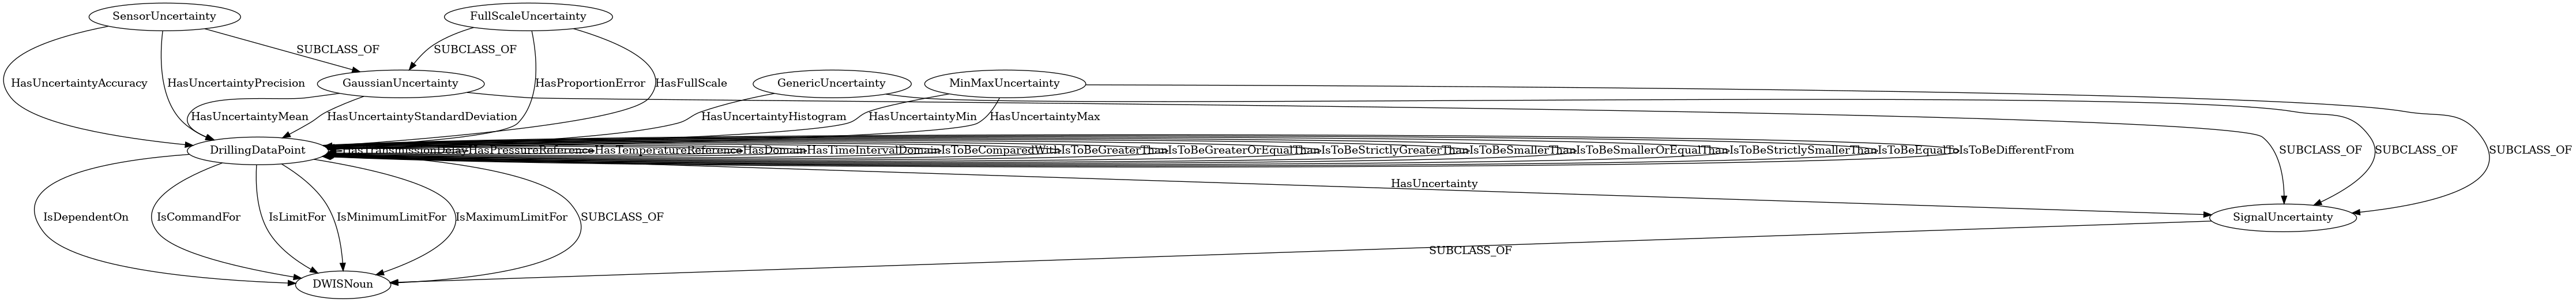 SensorUncertainty
FullScaleUncertainty
SUBCLASS_OF
SUBCLASS_OF
HasUncertaintyAccuracy
HasUncertaintyPrecision
GaussianUncertainty
HasProportionError
HasFullScale
GenericUncertainty
MinMaxUncertainty
HasUncertaintyMean
HasUncertaintyStandardDeviation
HasUncertaintyHistogram
HasUncertaintyMin
HasUncertaintyMax
DrillingDataPoint
HasTransmissionDelay
HasPressureReference
HasTemperatureReference
HasDomain
HasTimeIntervalDomain
IsToBeComparedWith
IsToBeGreaterThan
IsToBeGreaterOrEqualThan
IsToBeStrictlyGreaterThan
IsToBeSmallerThan
IsToBeSmallerOrEqualThan
IsToBeStrictlySmallerThan
IsToBeEqualTo
IsToBeDifferentFrom
SUBCLASS_OF
SUBCLASS_OF
SUBCLASS_OF
HasUncertainty
IsDependentOn
IsCommandFor
IsLimitFor
IsMinimumLimitFor
IsMaximumLimitFor
SUBCLASS_OF
SignalUncertainty
SUBCLASS_OF
DWISNoun